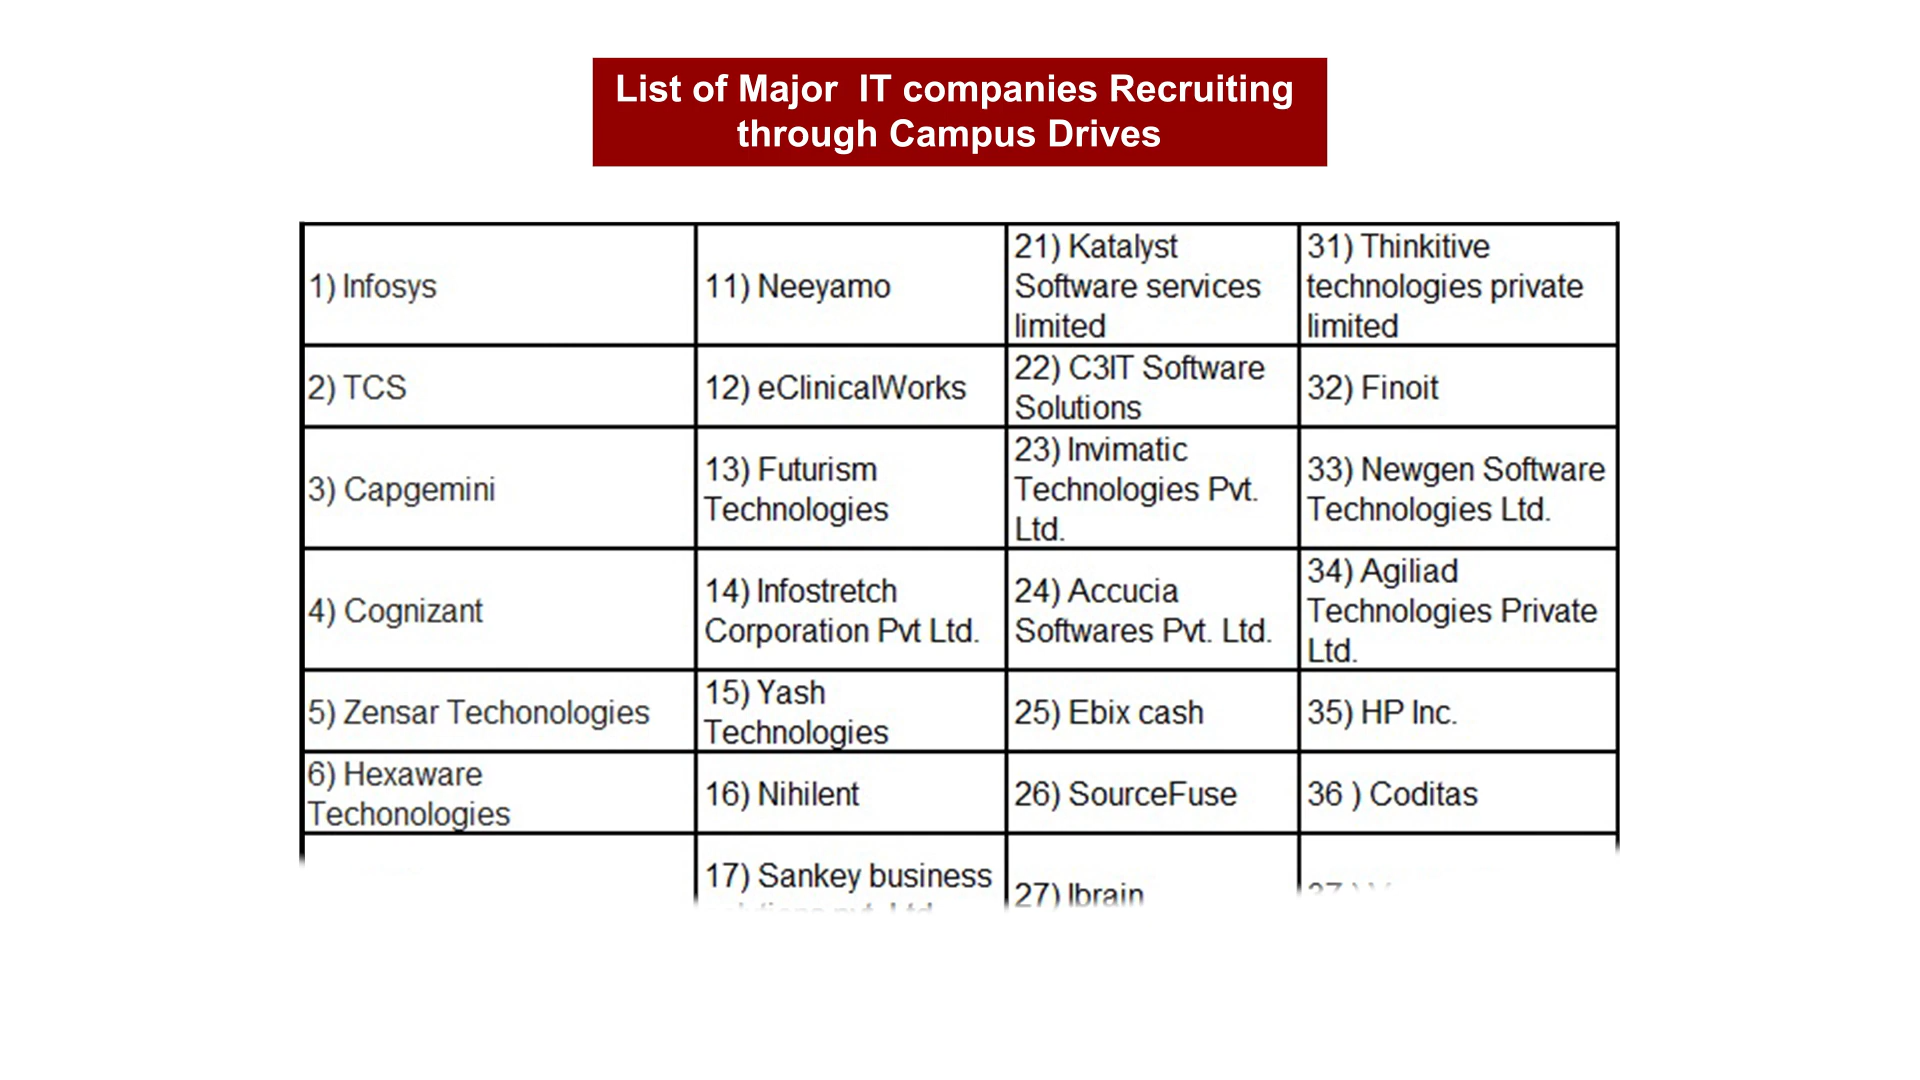 List of Major  IT companies Recruiting
through Campus Drives
1) Infosys
11) Neeyamo
21) Katalyst
Software services
limited
31) Thinkitive
technologies private
limited
2) TCS
12) eClinicalWorks
22) C3IT Software
Solutions
32) Finoit
3) Capgemini
13) Futurism
Technologies
23) Invimatic
Technologies Pvt.
Ltd.
33) Newgen Software
Technologies Ltd.
4) Cognizant
14) Infostretch
Corporation Pvt Ltd.
24) Accucia
Softwares Pvt. Ltd.
34) Agiliad
Technologies Private
Ltd.
5) Zensar Techonologies
15) Yash
Technologies
25) Ebix cash
35) HP Inc.
6) Hexaware
Techonologies
16) Nihilent
26) SourceFuse
36 ) Coditas
17) Sankey business
27) Ibrain